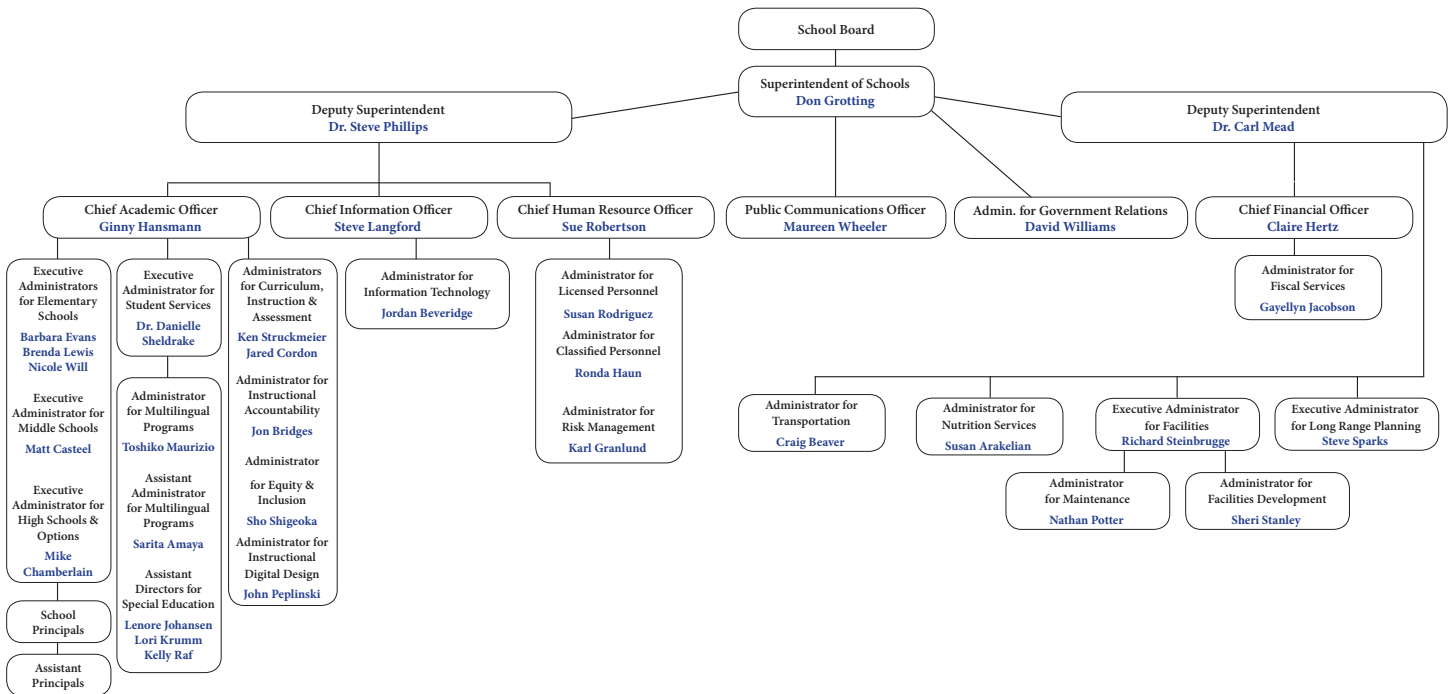 School Board
Superintendent of Schools
Don Grotting
Deputy Superintendent
Dr. Steve Phillips
Deputy Superintendent
Dr. Carl Mead
Chief Academic Officer
Ginny Hansmann
Chief Information Officer
Steve Langford
Chief Human Resource Officer
Sue Robertson
Public Communications Officer
Maureen Wheeler
Admin. for Government Relations
David Williams
Chief Financial Officer
Claire Hertz
Executive
Administrators
for Elementary
Schools
Barbara Evans
Brenda Lewis
Nicole Will
Executive
Administrator for
Middle Schools
Matt Casteel
Executive
Administrator for
High Schools &
Options
Mike
Chamberlain
School
Principals
Assistant
Principals
Executive
Administrator for
Student Services
Dr. Danielle
Sheldrake
Administrator
for Multilingual
Programs
Toshiko Maurizio
Assistant
Administrator
for Multilingual
Programs
Sarita Amaya
Assistant
Directors for
Special Education
Lenore Johansen
Lori Krumm
Kelly Raf
Administrators
for Curriculum,
Instruction &
Assessment
Ken Struckmeier
Jared Cordon
Administrator for
Instructional
Accountability
Jon Bridges
Administrator
for Equity &
Inclusion
Sho Shigeoka
Administrator for
Instructional
Digital Design
John Peplinski
Administrator for
Information Technology
Jordan Beveridge
Administrator for
Licensed Personnel
Susan Rodriguez
Administrator for
Classified Personnel
Ronda Haun
Administrator for
Risk Management
Karl Granlund
Administrator for
Fiscal Services
Gayellyn Jacobson
Administrator for
Transportation
Craig Beaver
Administrator for
Nutrition Services
Susan Arakelian
Executive Administrator
for Facilities
Richard Steinbrugge
Executive Administrator
for Long Range Planning
Steve Sparks
Administrator
for Maintenance
Nathan Potter
Administrator for
Facilities Development
Sheri Stanley